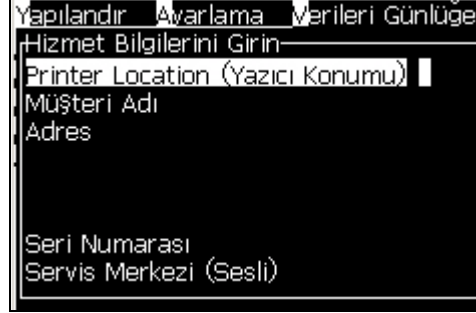 Yapılandır Ayarlama Verileri Günlüğe
Hizmet Bilgilerini Girin
Printer Location (Yazıcı Konumu)
Müşteri Adı
Adres
Seri Numarası
Servis Merkezi (Sesli)